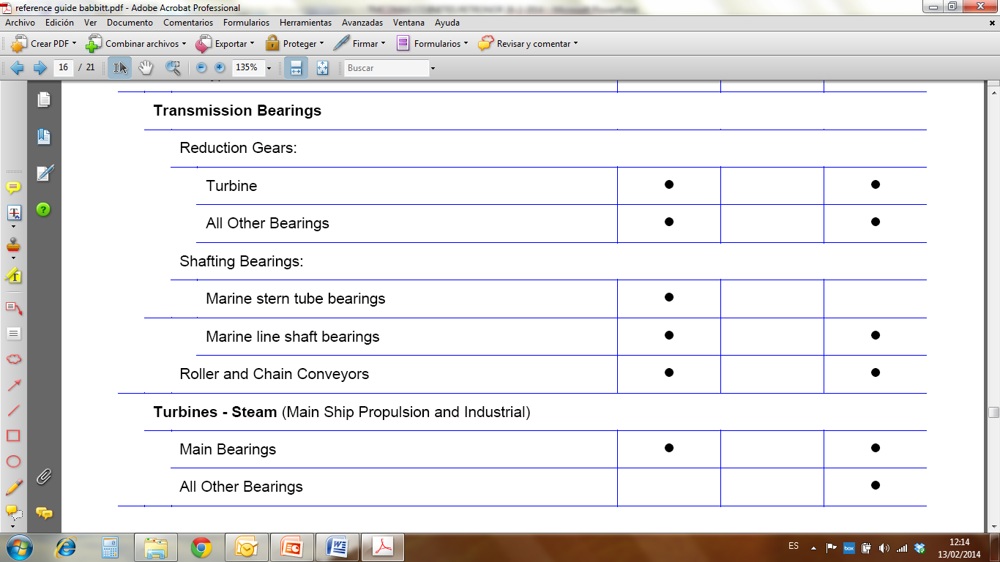 reference guide babbitt.pdf - Adobe Acrobat Professional
Archivo Edición Ver Documento Comentarios Formularios Herramientas Avanzadas Ventana Ayuda
Crear PDF Combinar archivos Exportar Proteger Firmar Formularios Revisar y comentar
16 / 21 135% Buscar
Transmission Bearings
Reduction Gears:
Turbine ● ●
All Other Bearings ● ●
Shafting Bearings:
Marine stern tube bearings ●
Marine line shaft bearings ● ●
Roller and Chain Conveyors ● ●
Turbines - Steam (Main Ship Propulsion and Industrial)
Main Bearings ● ●
All Other Bearings ●
ES
box
12:14
13/02/2014